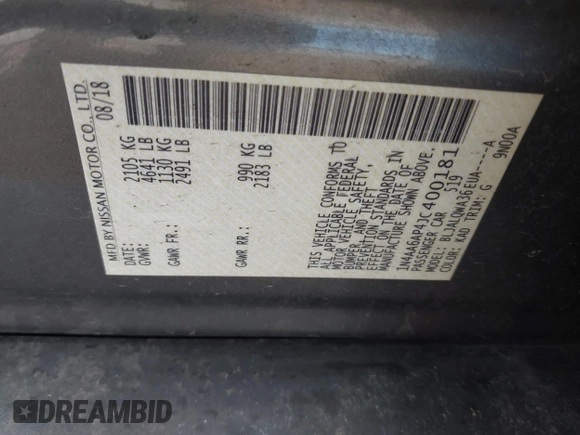 MFD BY NISSAN MOTOR CO., LTD.
DATE: 08/18
GVWR: 2105 KG
4641 LB
GAWR FR.: 1130 KG
2491 LB
GAWR RR.: 990 KG
2183 LB
THIS VEHICLE CONFORMS TO
ALL APPLICABLE FEDERAL
MOTOR VEHICLE SAFETY,
BUMPER, AND THEFT
PREVENTION STANDARDS IN
EFFECT ON THE DATE OF
MANUFACTURE SHOWN ABOVE.
1N4AA6AP4JC400181
PASSENGER CAR 519
MODEL: BTJALQWA36EUA-----A
COLOR: KAD TRIM: G 9N00A
DREAMBID